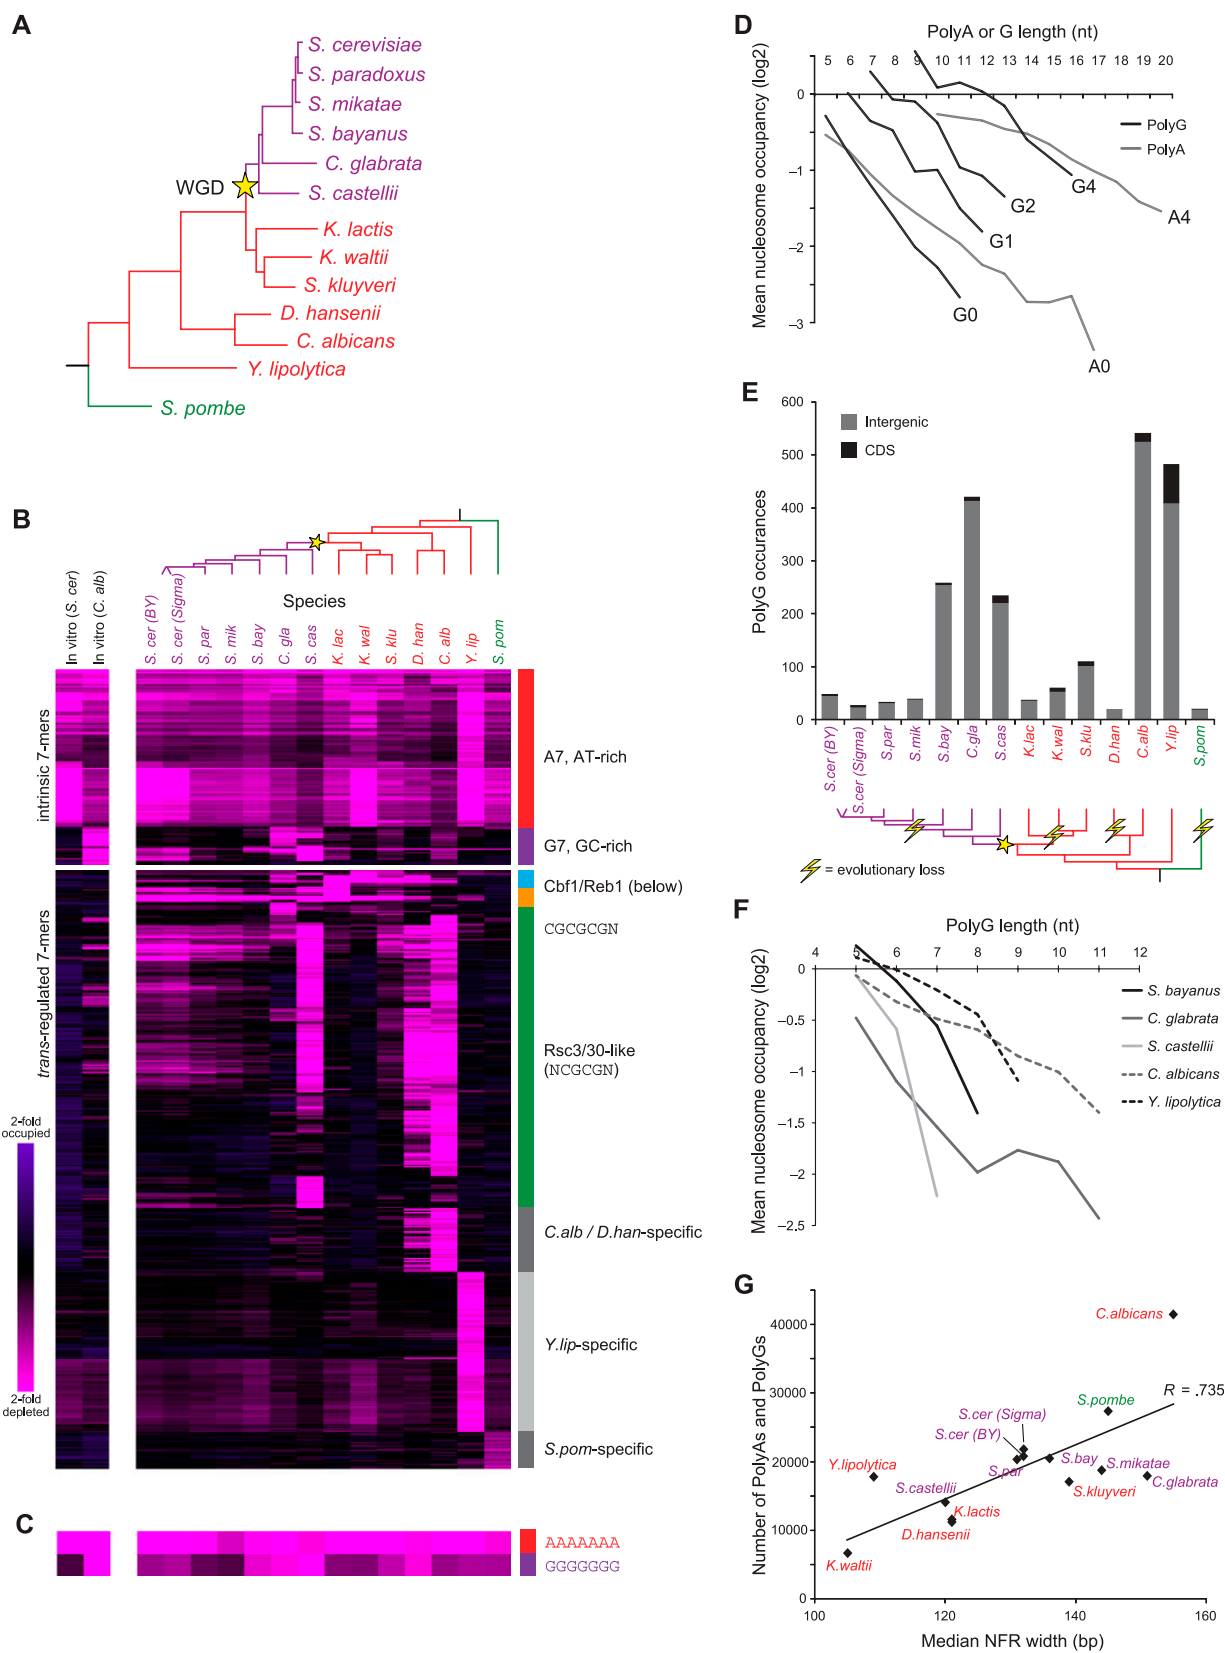 A
S. cerevisiae
S. paradoxus
S. mikatae
S. bayanus
C. glabrata
WGD
S. castellii
K. lactis
K. waltii
S. kluyveri
D. hansenii
C. albicans
Y. lipolytica
S. pombe
B
Species
In vitro (S. cer)
In vitro (C. alb)
S. cer (BY)
S. cer (Sigma)
S. par
S. mik
S. bay
C. gla
S. cas
K. lac
K. wal
S. klu
D. han
C. alb
Y. lip
S. pom
intrinsic 7-mers
A7, AT-rich
G7, GC-rich
trans-regulated 7-mers
Cbf1/Reb1 (below)
CGCGCGN
Rsc3/30-like
(NCGCGN)
2-fold
occupied
2-fold
depleted
C.alb / D.han-specific
Y.lip-specific
S.pom-specific
C
AAAAAAA
GGGGGGG
D
PolyA or G length (nt)
5 6 7 8 9 10 11 12 13 14 15 16 17 18 19 20
Mean nucleosome occupancy (log2)
0
−1
−2
−3
PolyG
PolyA
G4
A4
G2
G1
G0
A0
E
PolyG occurances
600
500
400
300
200
100
0
Intergenic
CDS
S.cer (BY)
S.cer (Sigma)
S.par
S.mik
S.bay
C.gla
S.cas
K.lac
K.wal
S.klu
D.han
C.alb
Y.lip
S.pom
= evolutionary loss
F
PolyG length (nt)
4 5 6 7 8 9 10 11 12
Mean nucleosome occupancy (log2)
0
−0.5
−1
−1.5
−2
−2.5
S. bayanus
C. glabrata
S. castellii
C. albicans
Y. lipolytica
G
Number of PolyAs and PolyGs
40000
30000
20000
10000
0
C.albicans
R = .735
S.pombe
S.cer (Sigma)
S.cer (BY)
S.par
S.bay
S.mikatae
Y.lipolytica
S.castellii
S.kluyveri
C.glabrata
K.lactis
D.hansenii
K.waltii
100 120 140 160
Median NFR width (bp)